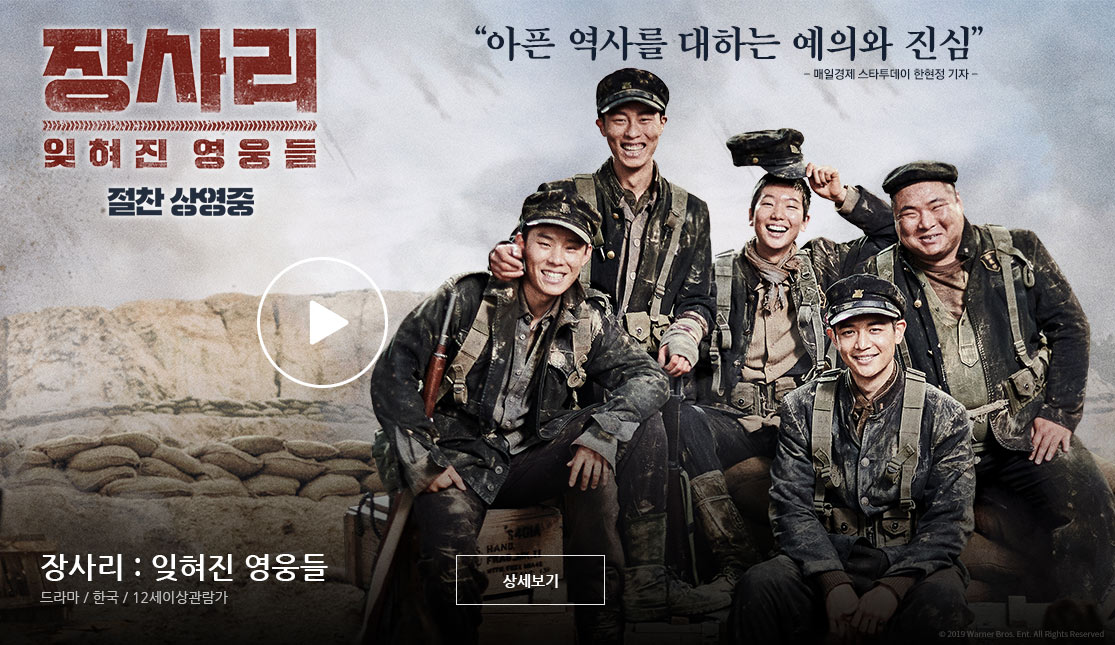 장사리
잊혀진 영웅들
절찬 상영중
“아픈 역사를 대하는 예의와 진심”
– 매일경제 스타투데이 한현정 기자 –
장사리 : 잊혀진 영웅들
드라마 / 한국 / 12세이상관람가
상세보기
HAND,
© 2019 Warner Bros. Ent. All Rights Reserved